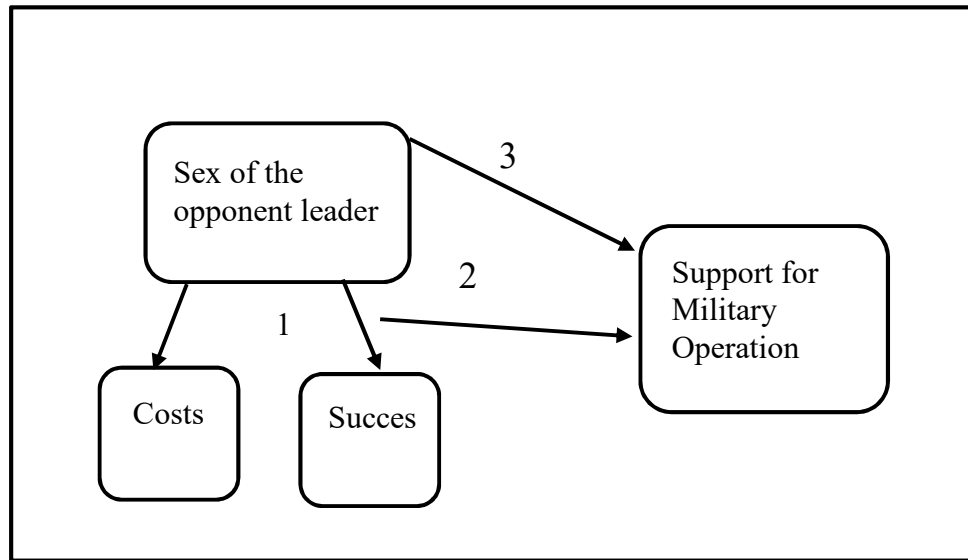 3
Sex of the
opponent leader
2
Support for
Military
Operation
1
Costs
Succes